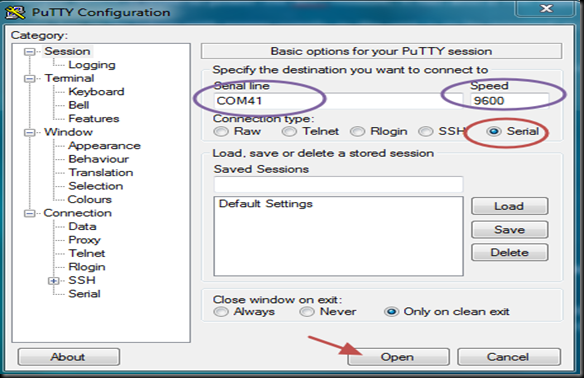 PuTTY Configuration
Category:
Session
Logging
Terminal
Keyboard
Bell
Features
Window
Appearance
Behaviour
Translation
Selection
Colours
Connection
Data
Proxy
Telnet
Rlogin
SSH
Serial
Basic options for your PuTTY session
Specify the destination you want to connect to
Serial line Speed
COM41 9600
Connection type:
Raw Telnet Rlogin SSH Serial
Load, save or delete a stored session
Saved Sessions
Default Settings
Load
Save
Delete
Close window on exit:
Always Never Only on clean exit
About Open Cancel